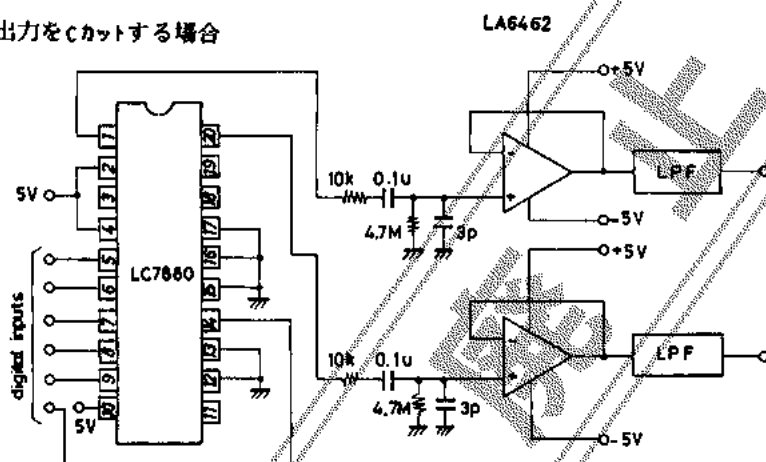 出力をCカットする場合
LA6462
+5V
1
20
2
19
3
18
4
17
5
16
6
15
7
14
8
13
9
12
10
11
5V
LC7880
digital inputs
5V
10k
0.1u
4.7M
3p
-
+
LPF
-5V
+5V
10k
0.1u
4.7M
3p
-
+
LPF
-5V